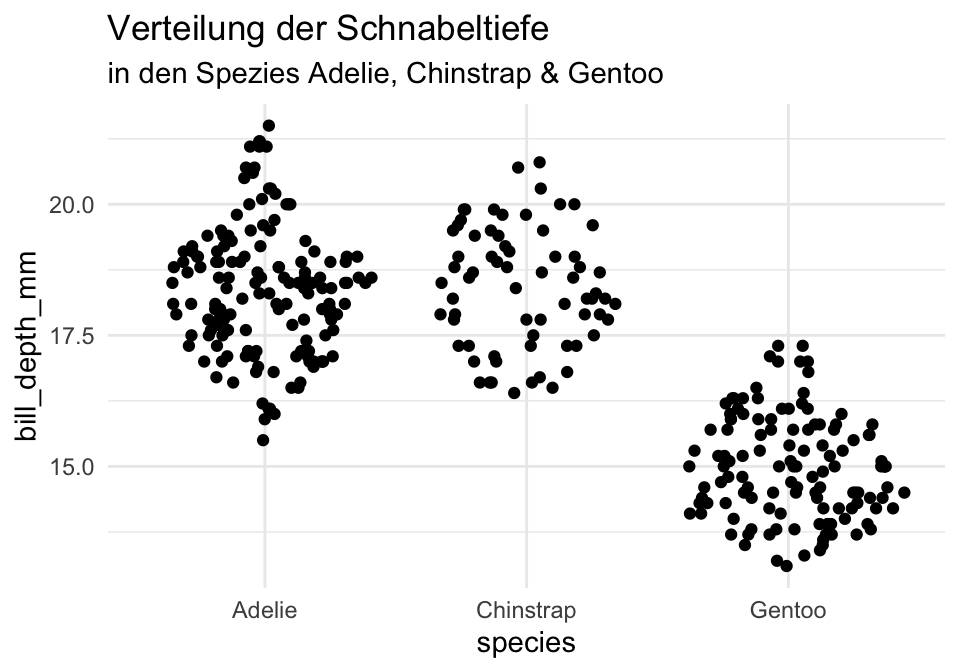 Verteilung der Schnabeltiefe
in den Spezies Adelie, Chinstrap & Gentoo
bill_depth_mm
20.0
17.5
15.0
Adelie Chinstrap Gentoo
species